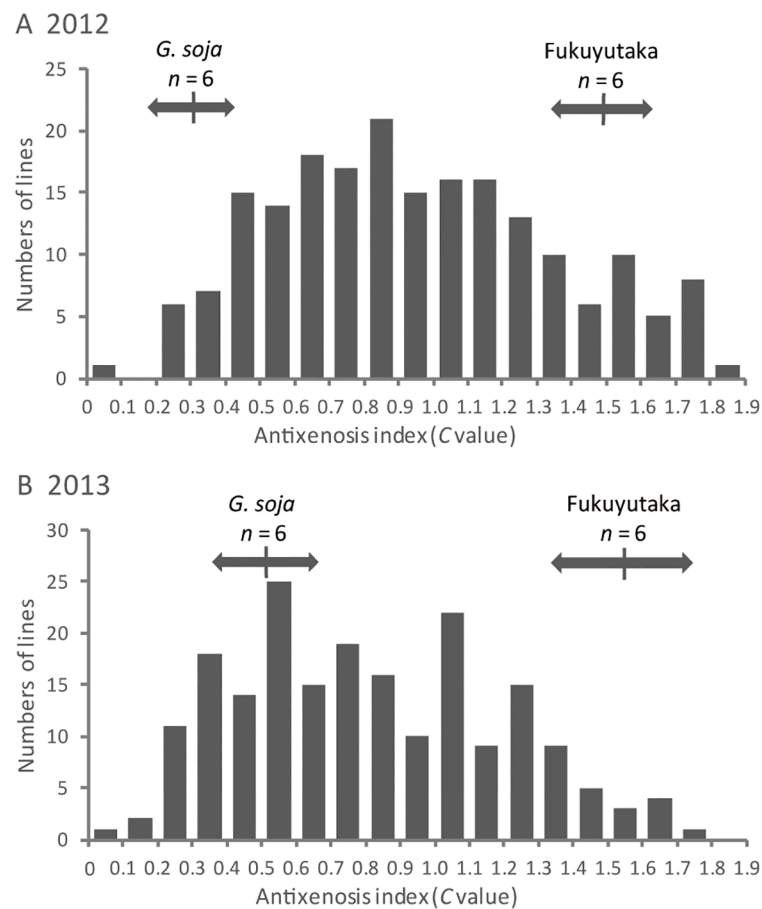 A 2012
G. soja
n = 6
Fukuyutaka
n = 6
25
20
15
10
5
0
Numbers of lines
0 0.1 0.2 0.3 0.4 0.5 0.6 0.7 0.8 0.9 1.0 1.1 1.2 1.3 1.4 1.5 1.6 1.7 1.8 1.9
Antixenosis index (C value)
B 2013
G. soja
n = 6
Fukuyutaka
n = 6
30
25
20
15
10
5
0
Numbers of lines
0 0.1 0.2 0.3 0.4 0.5 0.6 0.7 0.8 0.9 1.0 1.1 1.2 1.3 1.4 1.5 1.6 1.7 1.8 1.9
Antixenosis index (C value)